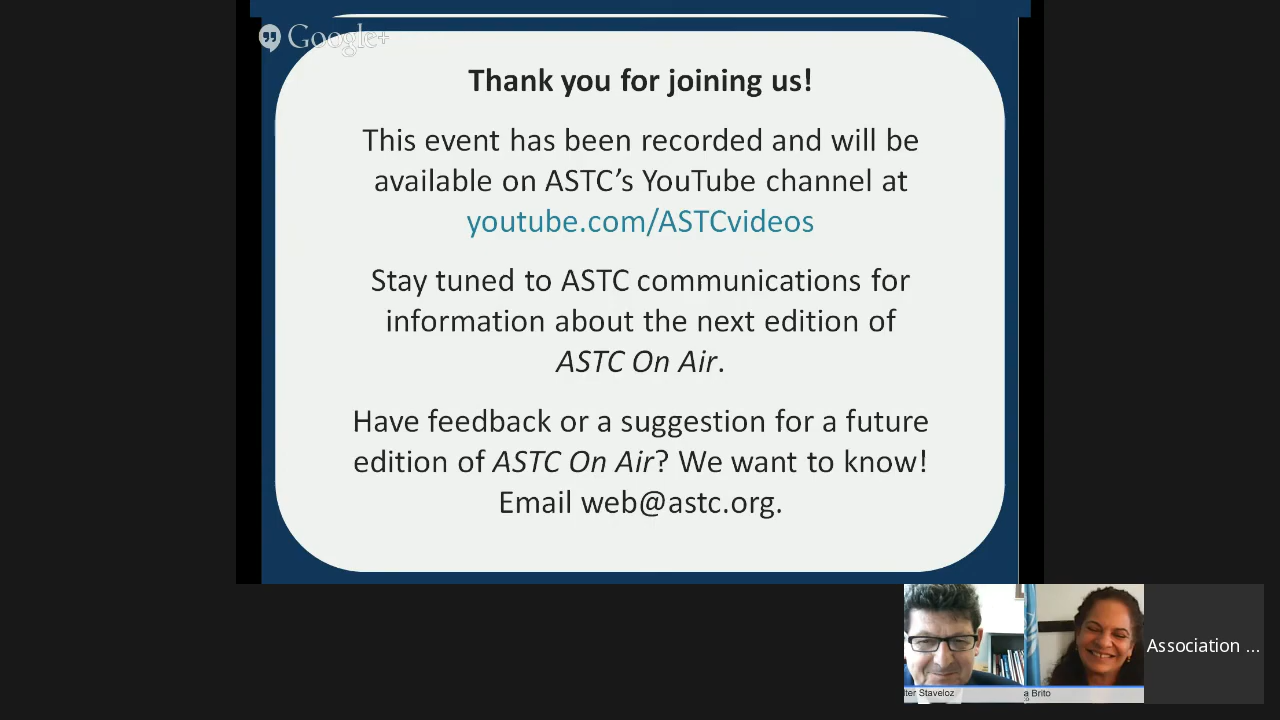 Google+
Thank you for joining us!
This event has been recorded and will be
available on ASTC’s YouTube channel at
youtube.com/ASTCvideos
Stay tuned to ASTC communications for
information about the next edition of
ASTC On Air.
Have feedback or a suggestion for a future
edition of ASTC On Air? We want to know!
Email web@astc.org.
Association ...
lter Staveloz
a Brito